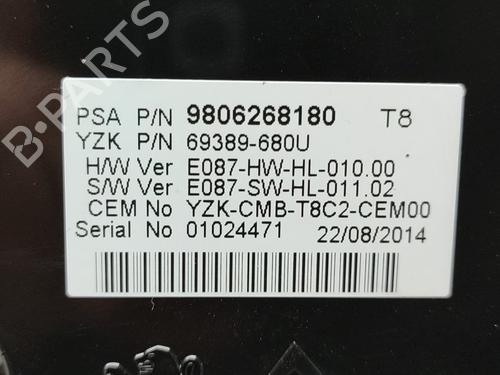 PSA P/N 9806268180 T8
YZK P/N 69389-680U
H/W Ver E087-HW-HL-010.00
S/W Ver E087-SW-HL-011.02
CEM No YZK-CMB-T8C2-CEM00
Serial No 01024471 22/08/2014
B-PARTS